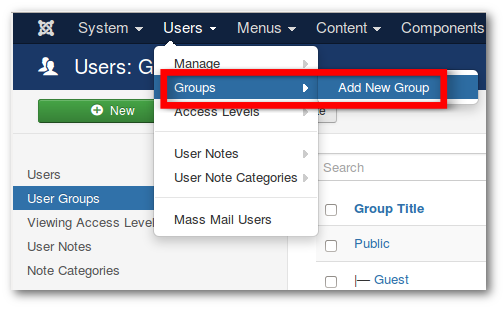 System Users Menus Content Components
Users: G
Manage
Groups Add New Group
New
Access Levels
User Notes
Search
Users
User Note Categories
User Groups
Group Title
Viewing Access Level
Mass Mail Users
User Notes
Public
Note Categories
|— Guest